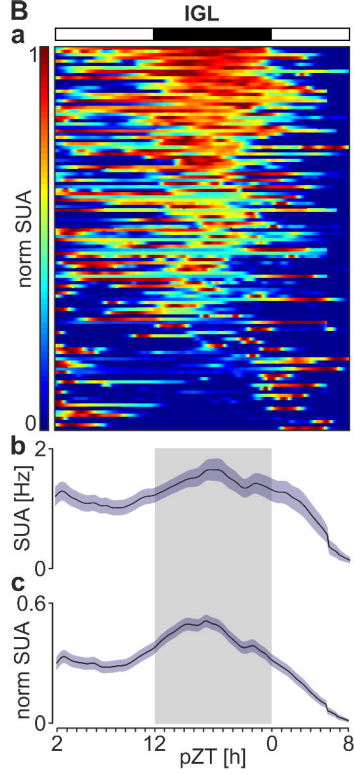 B
IGL
a
1
norm SUA
0
b
2
SUA [Hz]
0
c
0.6
norm SUA
0
2 12 0 8
pZT [h]